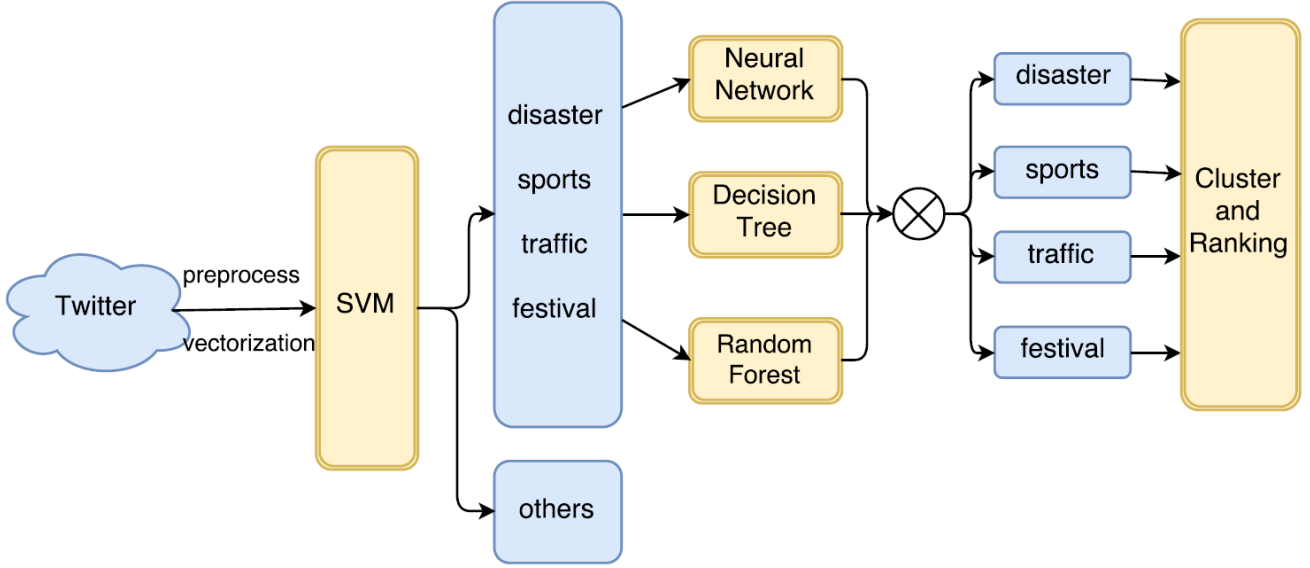 Twitter
preprocess
vectorization
SVM
disaster
sports
traffic
festival
others
Neural
Network
Decision
Tree
Random
Forest
disaster
sports
traffic
festival
Cluster
and
Ranking